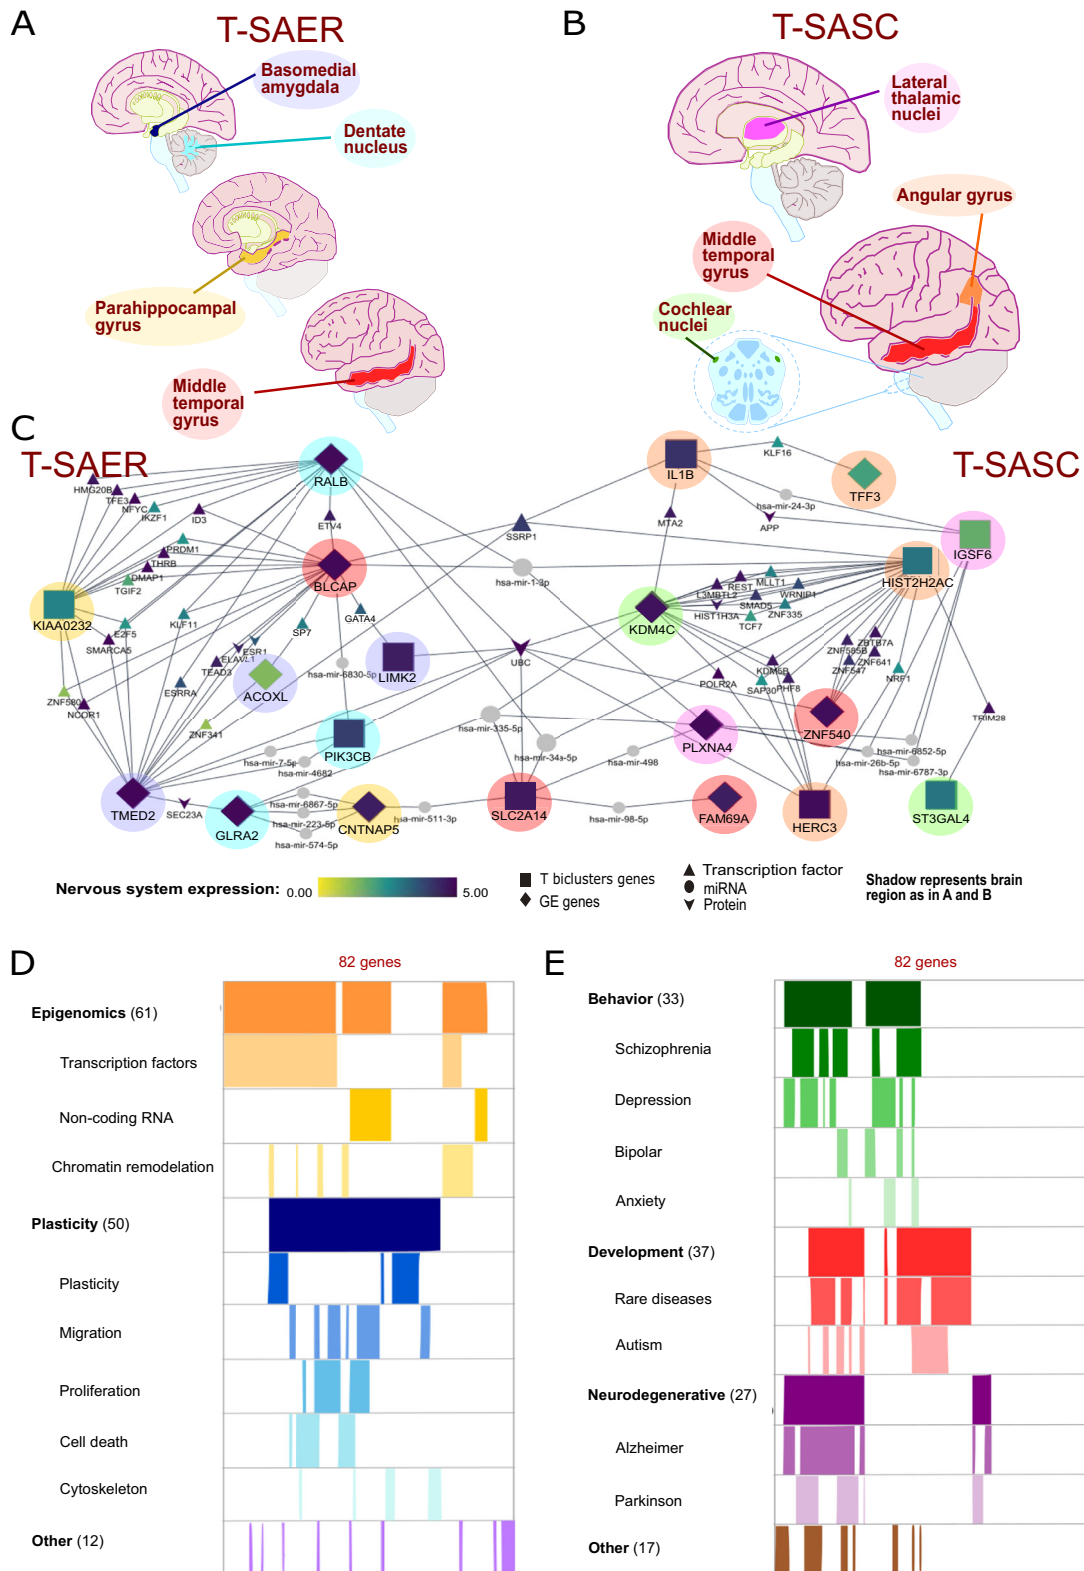 A
T-SAER
Basomedial
amygdala
Dentate
nucleus
Parahippocampal
gyrus
Middle
temporal
gyrus
B
T-SASC
Lateral
thalamic
nuclei
Angular gyrus
Middle
temporal
gyrus
Cochlear
nuclei
C
T-SAER
T-SASC
RALB
HMG20B
TFE3
NFYC
IKZF1
ID3
ETV4
PRDM1
THRB
DMAP1
TGIF2
BLCAP
KIAA0232
E2F5
SMARCA5
KLF11
ESR1
ELAVL1
TEAD3
SP7
GATA4
ESRRA
ACOXL
hsa-mir-6830-5p
LIMK2
ZNF580
NCOR1
ZNF341
PIK3CB
hsa-mir-7-5p
hsa-mir-4682
TMED2
SEC23A
GLRA2
hsa-mir-6867-5p
hsa-mir-223-5p
hsa-mir-574-5p
CNTNAP5
hsa-mir-511-3p
SSRP1
hsa-mir-1-3p
UBC
hsa-mir-335-5p
hsa-mir-34a-5p
hsa-mir-498
hsa-mir-98-5p
SLC2A14
FAM69A
IL1B
KLF16
TFF3
hsa-mir-24-3p
MTA2
APP
IGSF6
HIST2H2AC
MLLT1
REST
L3MBTL2
WRNIP1
SMAD5
HIST1H3A
ZNF335
TCF7
KDM4C
ZBTB7A
ZNF585B
ZNF641
ZNF547
NRF1
KDM5B
POLR2A
SAP30
PHF8
ZNF540
TRIM28
PLXNA4
hsa-mir-6852-5p
hsa-mir-26b-5p
hsa-mir-6787-3p
HERC3
ST3GAL4
Nervous system expression: 0.00 5.00
T biclusters genes
GE genes
Transcription factor
miRNA
Protein
Shadow represents brain
region as in A and B
D
82 genes
Epigenomics (61)
Transcription factors
Non-coding RNA
Chromatin remodelation
Plasticity (50)
Plasticity
Migration
Proliferation
Cell death
Cytoskeleton
Other (12)
E
82 genes
Behavior (33)
Schizophrenia
Depression
Bipolar
Anxiety
Development (37)
Rare diseases
Autism
Neurodegenerative (27)
Alzheimer
Parkinson
Other (17)